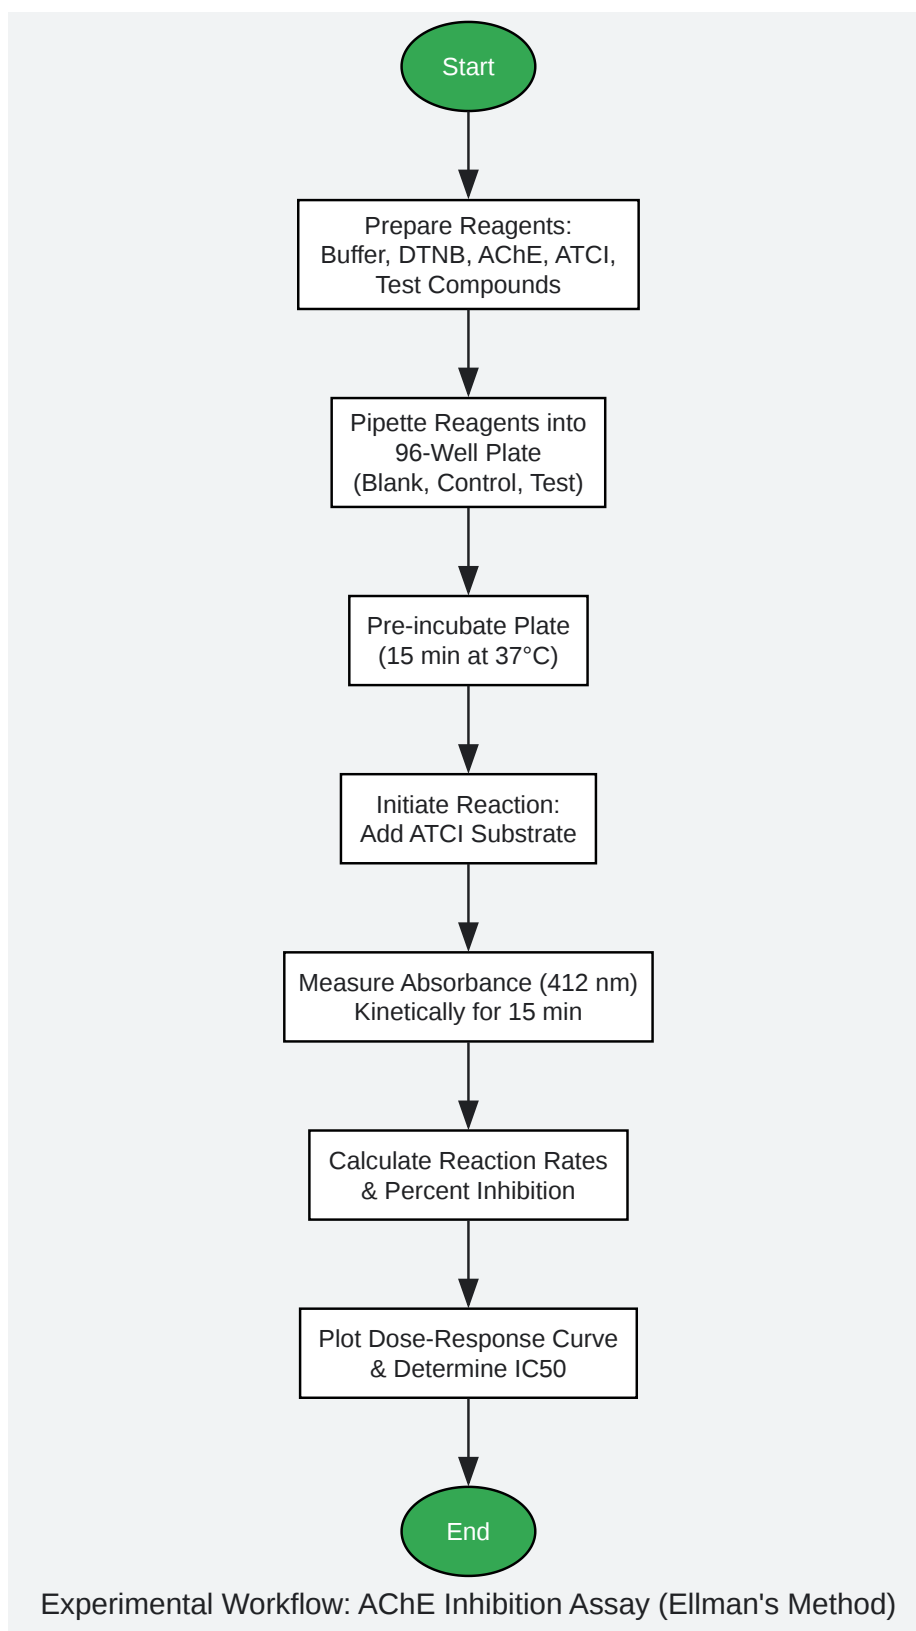 Start
Prepare Reagents:
Buffer, DTNB, AChE, ATCI,
Test Compounds
Pipette Reagents into
96-Well Plate
(Blank, Control, Test)
Pre-incubate Plate
(15 min at 37°C)
Initiate Reaction:
Add ATCI Substrate
Measure Absorbance (412 nm)
Kinetically for 15 min
Calculate Reaction Rates
& Percent Inhibition
Plot Dose-Response Curve
& Determine IC50
End
Experimental Workflow: AChE Inhibition Assay (Ellman's Method)